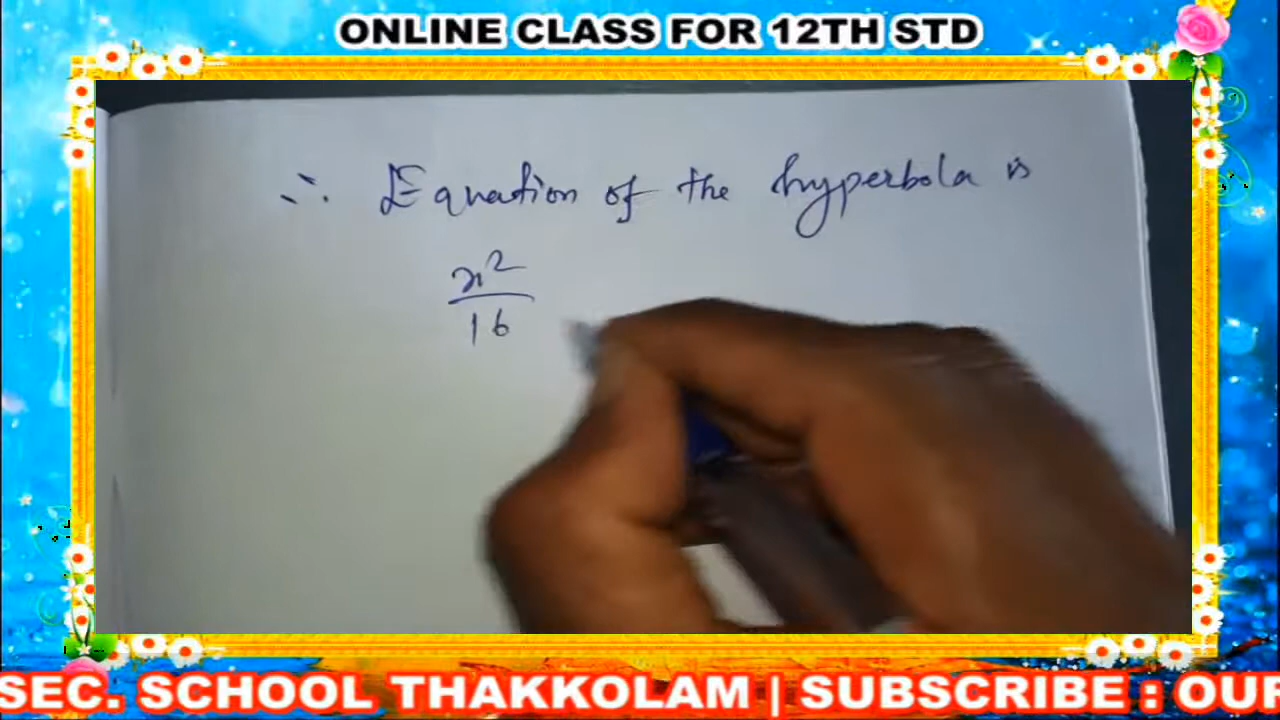 ONLINE CLASS FOR 12TH STD
∴ Equation of the hyperbola is
x²
16
SEC. SCHOOL THAKKOLAM | SUBSCRIBE : OUR